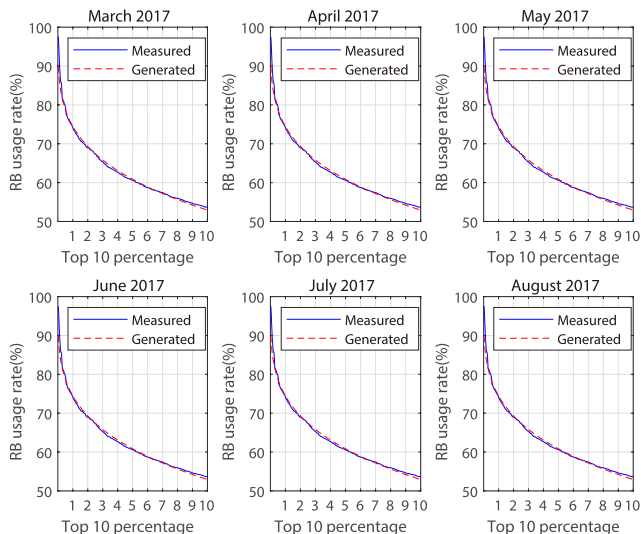 March 2017 April 2017 May 2017
100 100 100
Measured Measured Measured
90 90 90
Generated Generated Generated
80 80 80
70 70 70
60 60 60
50 50 50
RB usage rate(%) RB usage rate(%) RB usage rate(%)
1 2 3 4 5 6 7 8 9 10 1 2 3 4 5 6 7 8 9 10 1 2 3 4 5 6 7 8 9 10
Top 10 percentage Top 10 percentage Top 10 percentage
June 2017 July 2017 August 2017
100 100 100
Measured Measured Measured
90 90 90
Generated Generated Generated
80 80 80
70 70 70
60 60 60
50 50 50
RB usage rate(%) RB usage rate(%) RB usage rate(%)
1 2 3 4 5 6 7 8 9 10 1 2 3 4 5 6 7 8 9 10 1 2 3 4 5 6 7 8 9 10
Top 10 percentage Top 10 percentage Top 10 percentage